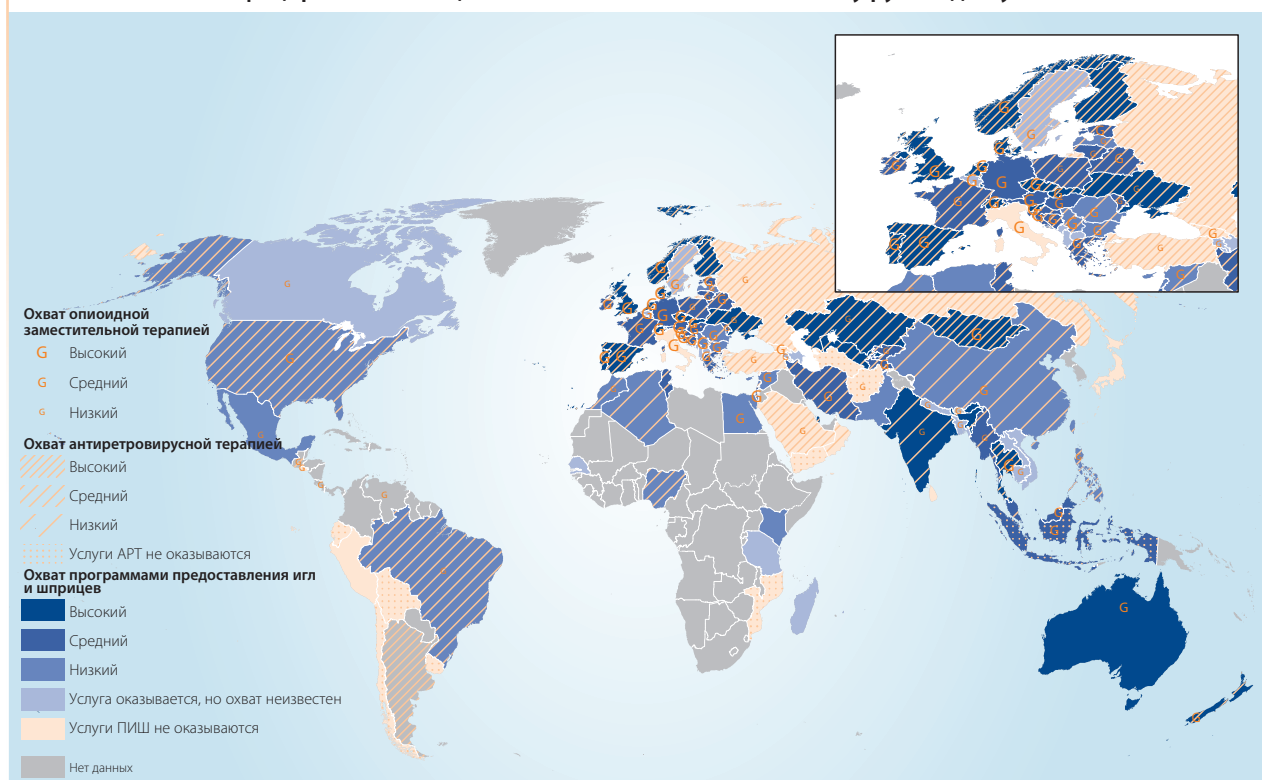 Охват опиоидной
заместительной терапией
G Высокий
G Средний
G Низкий
Охват антиретровирусной терапией
Высокий
Средний
Низкий
Услуги АРТ не оказываются
Охват программами предоставления игл
и шприцев
Высокий
Средний
Низкий
Услуга оказывается, но охват неизвестен
Услуги ПИШ не оказываются
Нет данных